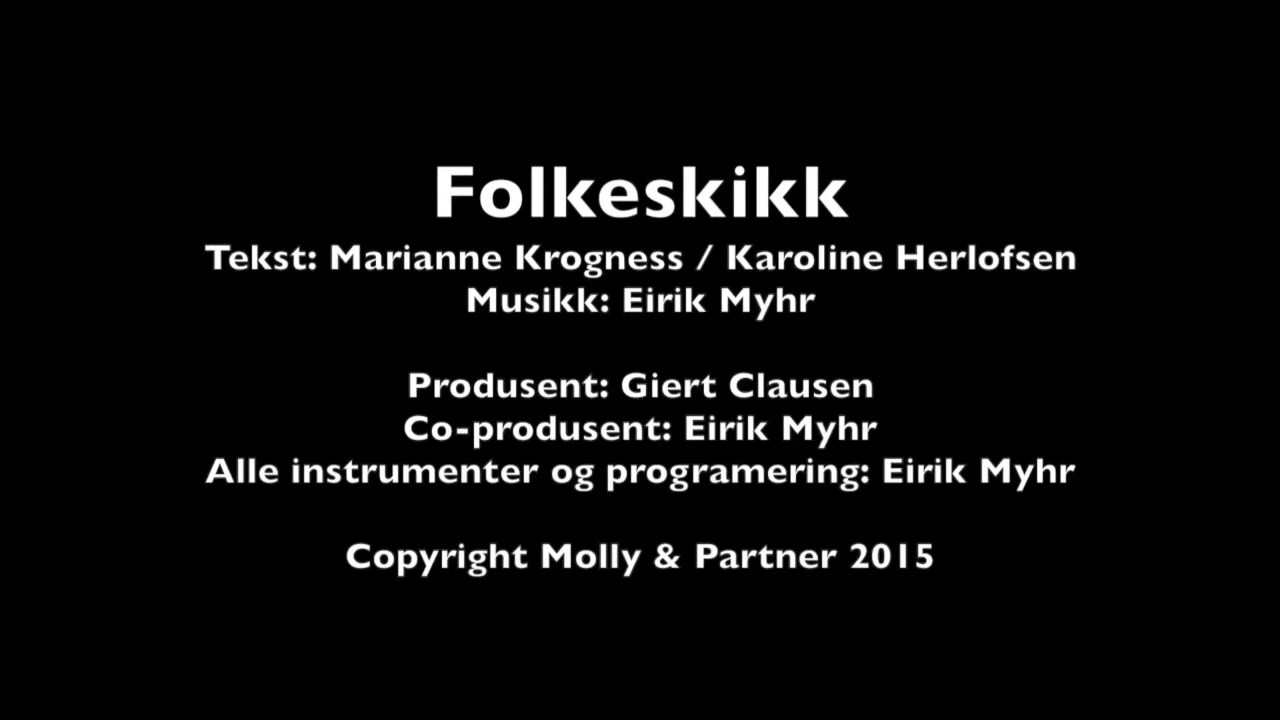 Folkeskikk
Tekst: Marianne Krogness / Karoline Herlofsen
Musikk: Eirik Myhr
Produsent: Giert Clausen
Co-produsent: Eirik Myhr
Alle instrumenter og programering: Eirik Myhr
Copyright Molly & Partner 2015